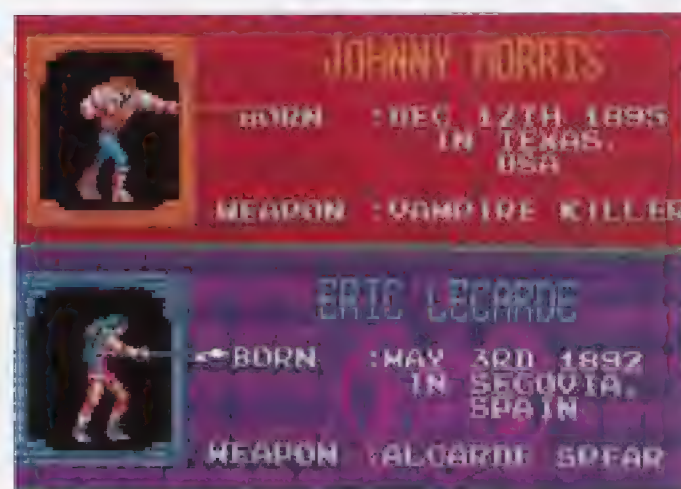 JOHNNY MORRIS
BORN :DEC 12TH 1895
IN TEXAS.
USA
WEAPON :VAMPIRE KILLER
ERIC LECARDE
BORN :MAY 3RD 1892
IN SEGOVIA.
SPAIN
WEAPON :ALCARDE SPEAR